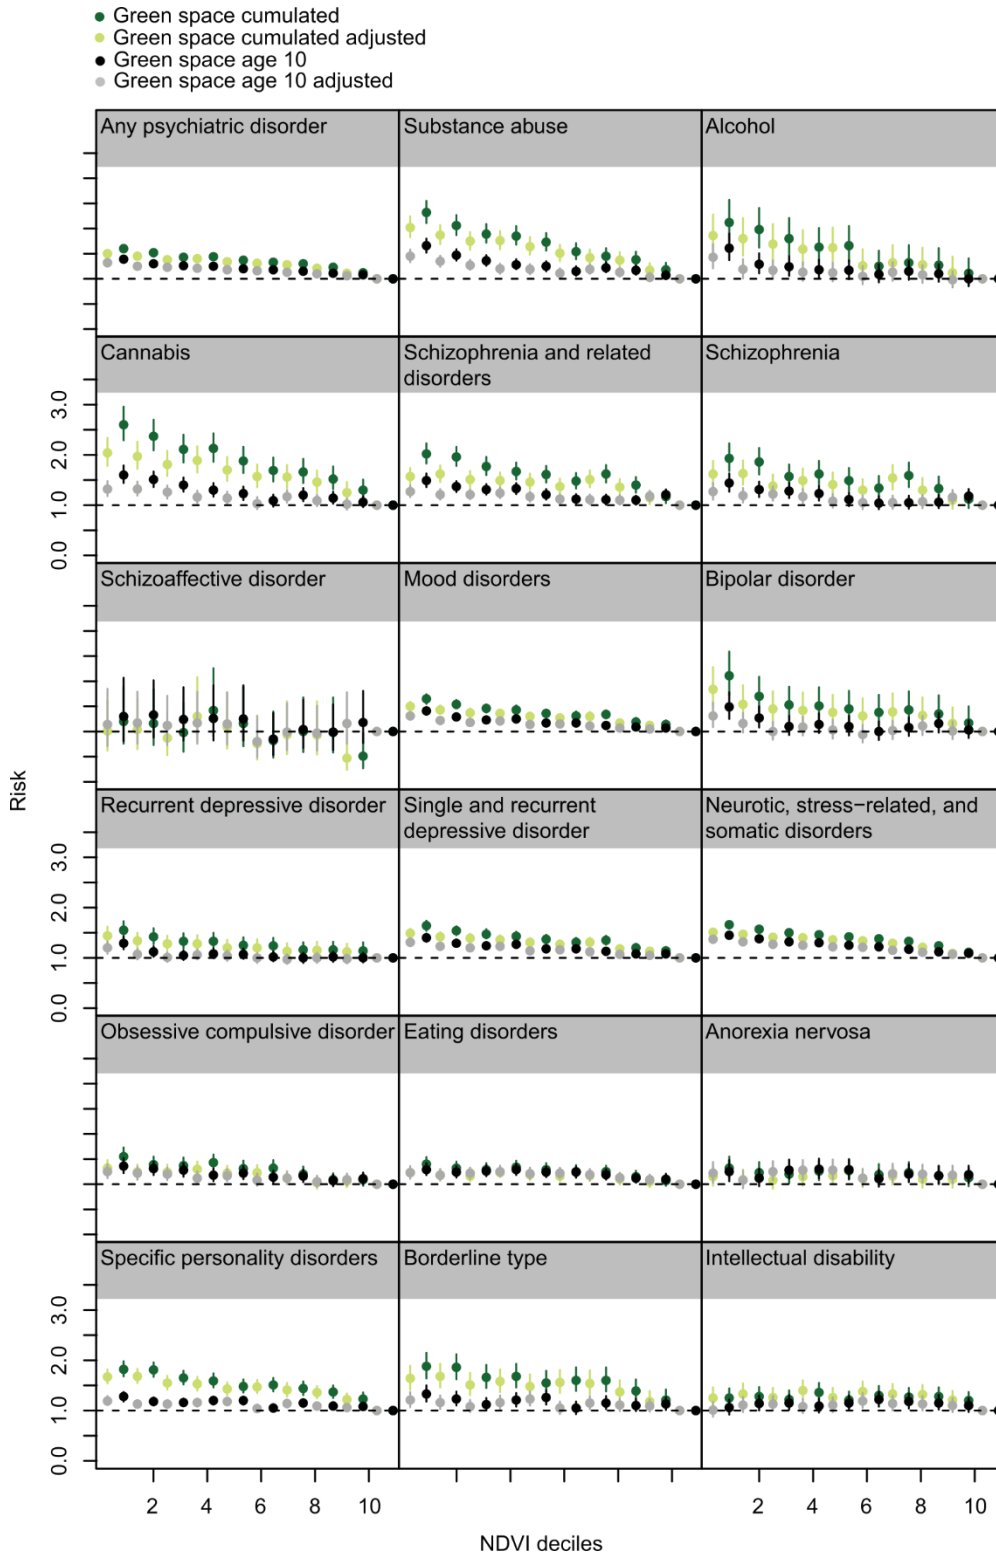 Green space cumulated
Green space cumulated adjusted
Green space age 10
Green space age 10 adjusted
Any psychiatric disorder
Substance abuse
Alcohol
Cannabis
Schizophrenia and related
disorders
Schizophrenia
3.0
2.0
1.0
0.0
Schizoaffective disorder
Mood disorders
Bipolar disorder
Risk
Recurrent depressive disorder
Single and recurrent
depressive disorder
Neurotic, stress−related, and
somatic disorders
3.0
2.0
1.0
0.0
Obsessive compulsive disorder
Eating disorders
Anorexia nervosa
Specific personality disorders
Borderline type
Intellectual disability
3.0
2.0
1.0
0.0
2 4 6 8 10
2 4 6 8 10
NDVI deciles